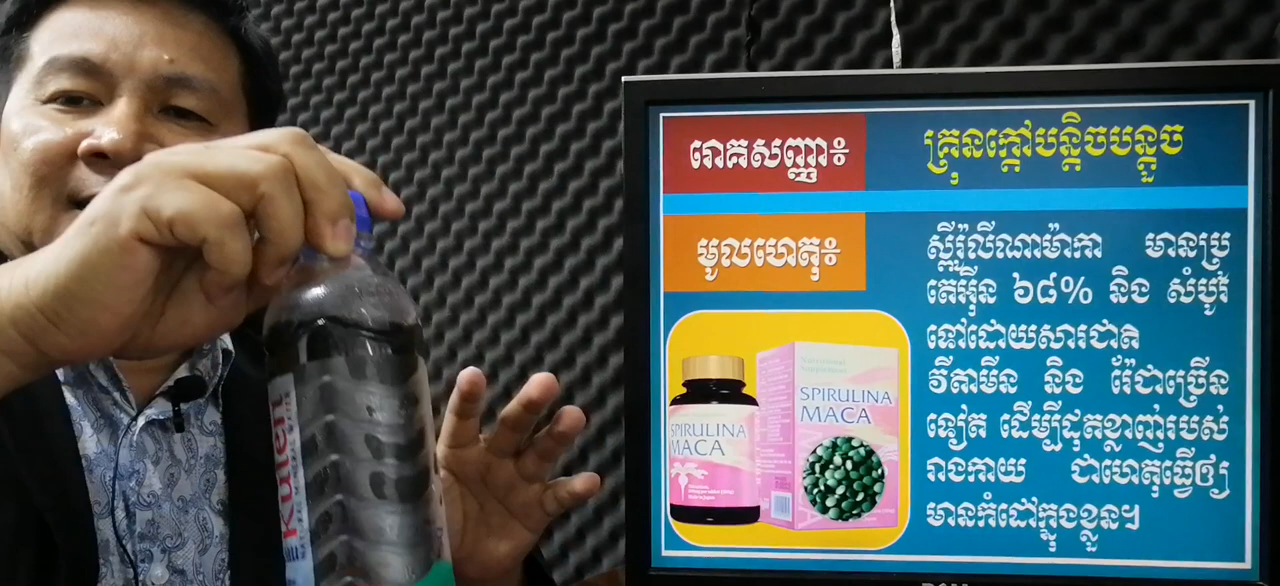 រោគសញ្ញា៖
គ្រុនក្ដៅបន្តិចបន្តួច
មូលហេតុ៖
ស្ពីរ៉ូលីណាម៉ាកា មានប្រូ
តេអ៊ីន ៦៨% និង សំបូរ
ទៅដោយសារជាតិ
វីតាមីន និង រ៉ែជាច្រើន
ទៀត ដើម្បីដុតខ្លាញ់របស់
រាងកាយ ជាហេតុធ្វើឲ្យ
មានកំដៅក្នុងខ្លួន។
Nutritional
Supplement
SPIRULINA
MACA
SPIRULINA
MACA
Kulen